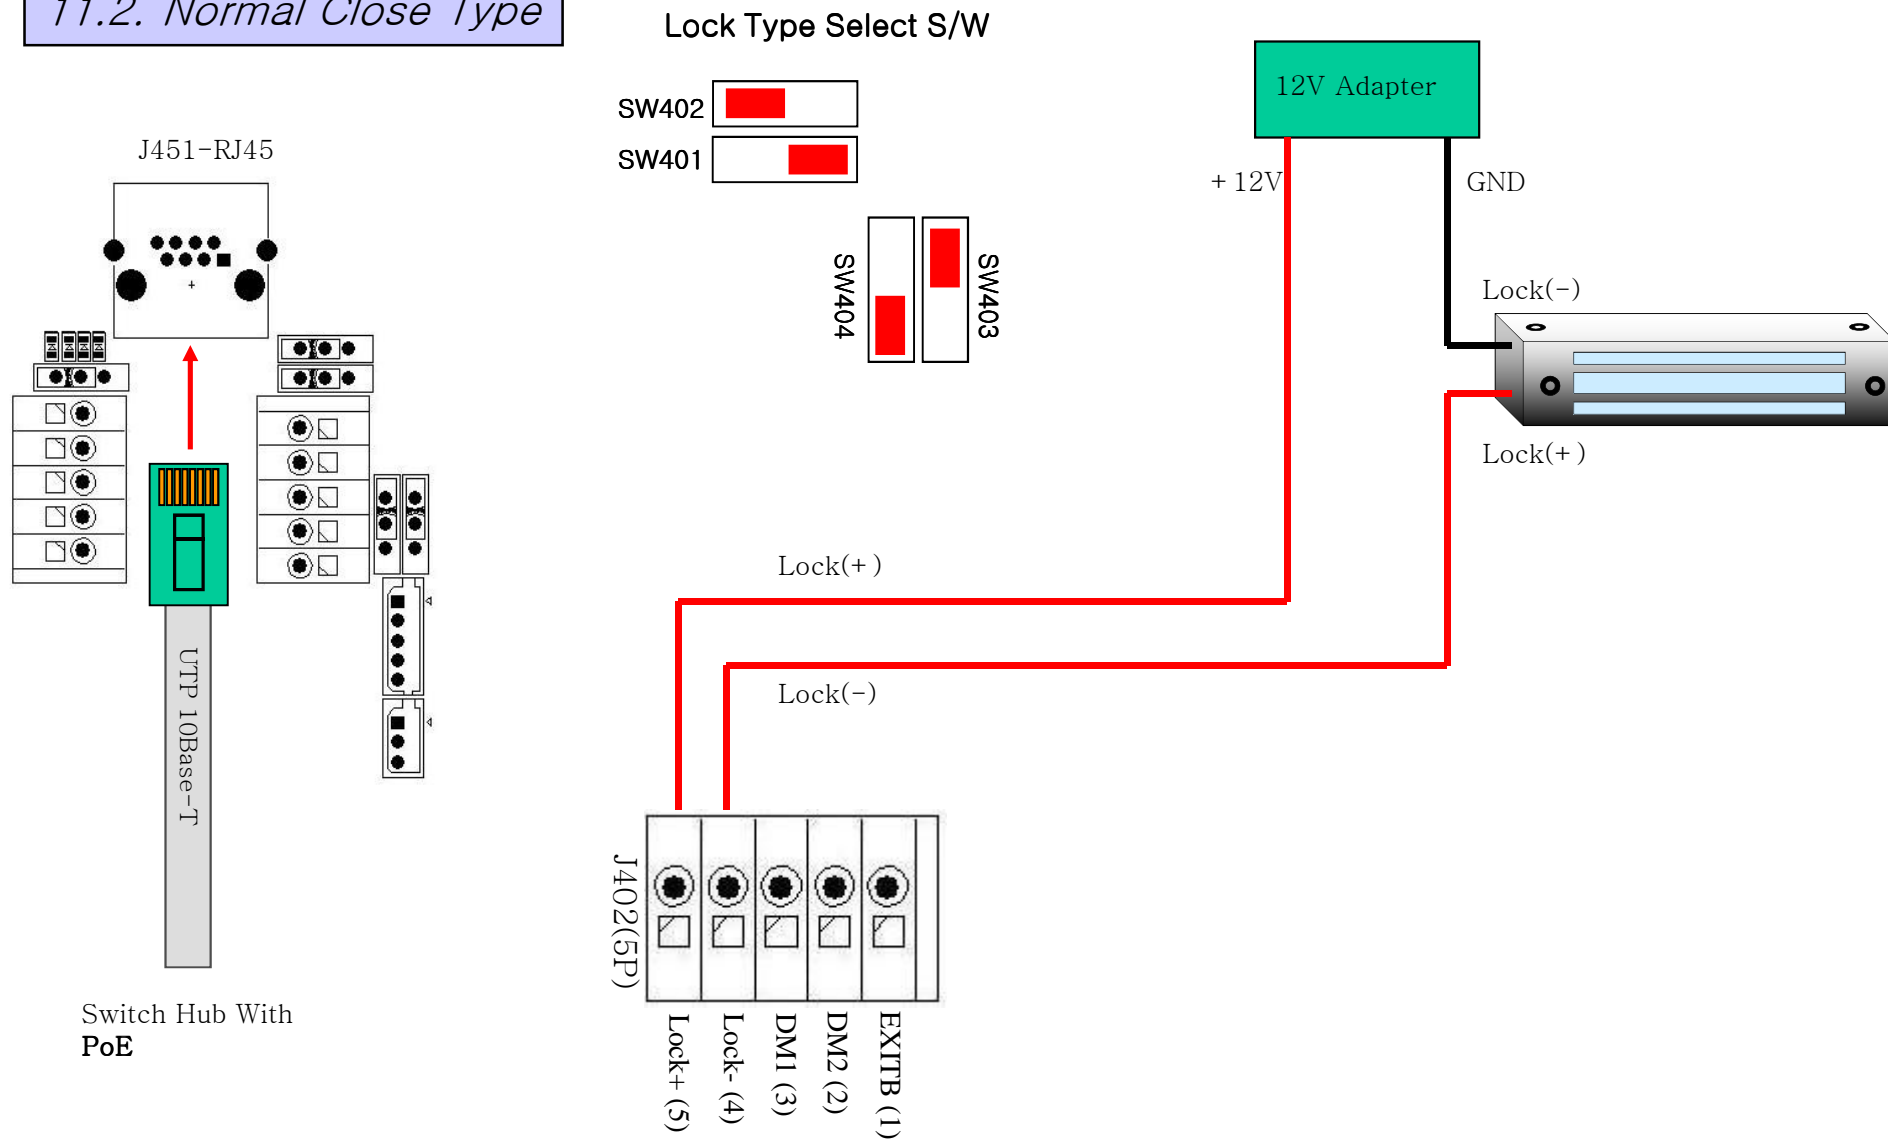 11.2. Normal Close Type
Lock Type Select S/W
12V Adapter
SW402
SW401
J451-RJ45
+12V
GND
SW404
SW403
Lock(-)
Lock(+)
Lock(+)
Lock(-)
UTP 10Base-T
J402(5P)
Switch Hub With
PoE
Lock+ (5)
Lock- (4)
DM1 (3)
DM2 (2)
EXITB (1)